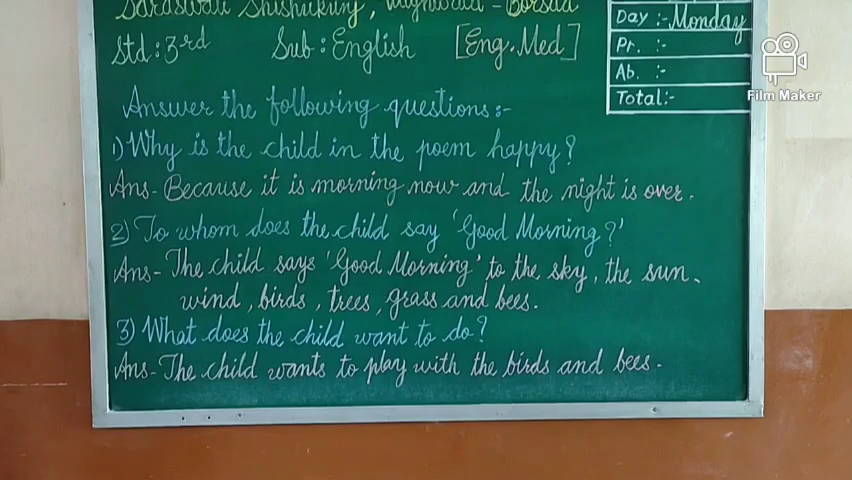 Saraswati Shishukunj, - Borsad
Std : 3rd Sub : English [Eng. Med]
Day :- Monday
Pr. :-
Ab. :-
Total:-
Film Maker
Answer the following questions :-
1) Why is the child in the poem happy?
Ans- Because it is morning now and the night is over.
2) To whom does the child say 'Good Morning?'
Ans- The child says 'Good Morning' to the sky, the sun,
wind, birds, trees, grass and bees.
3) What does the child want to do?
Ans- The child wants to play with the birds and bees.